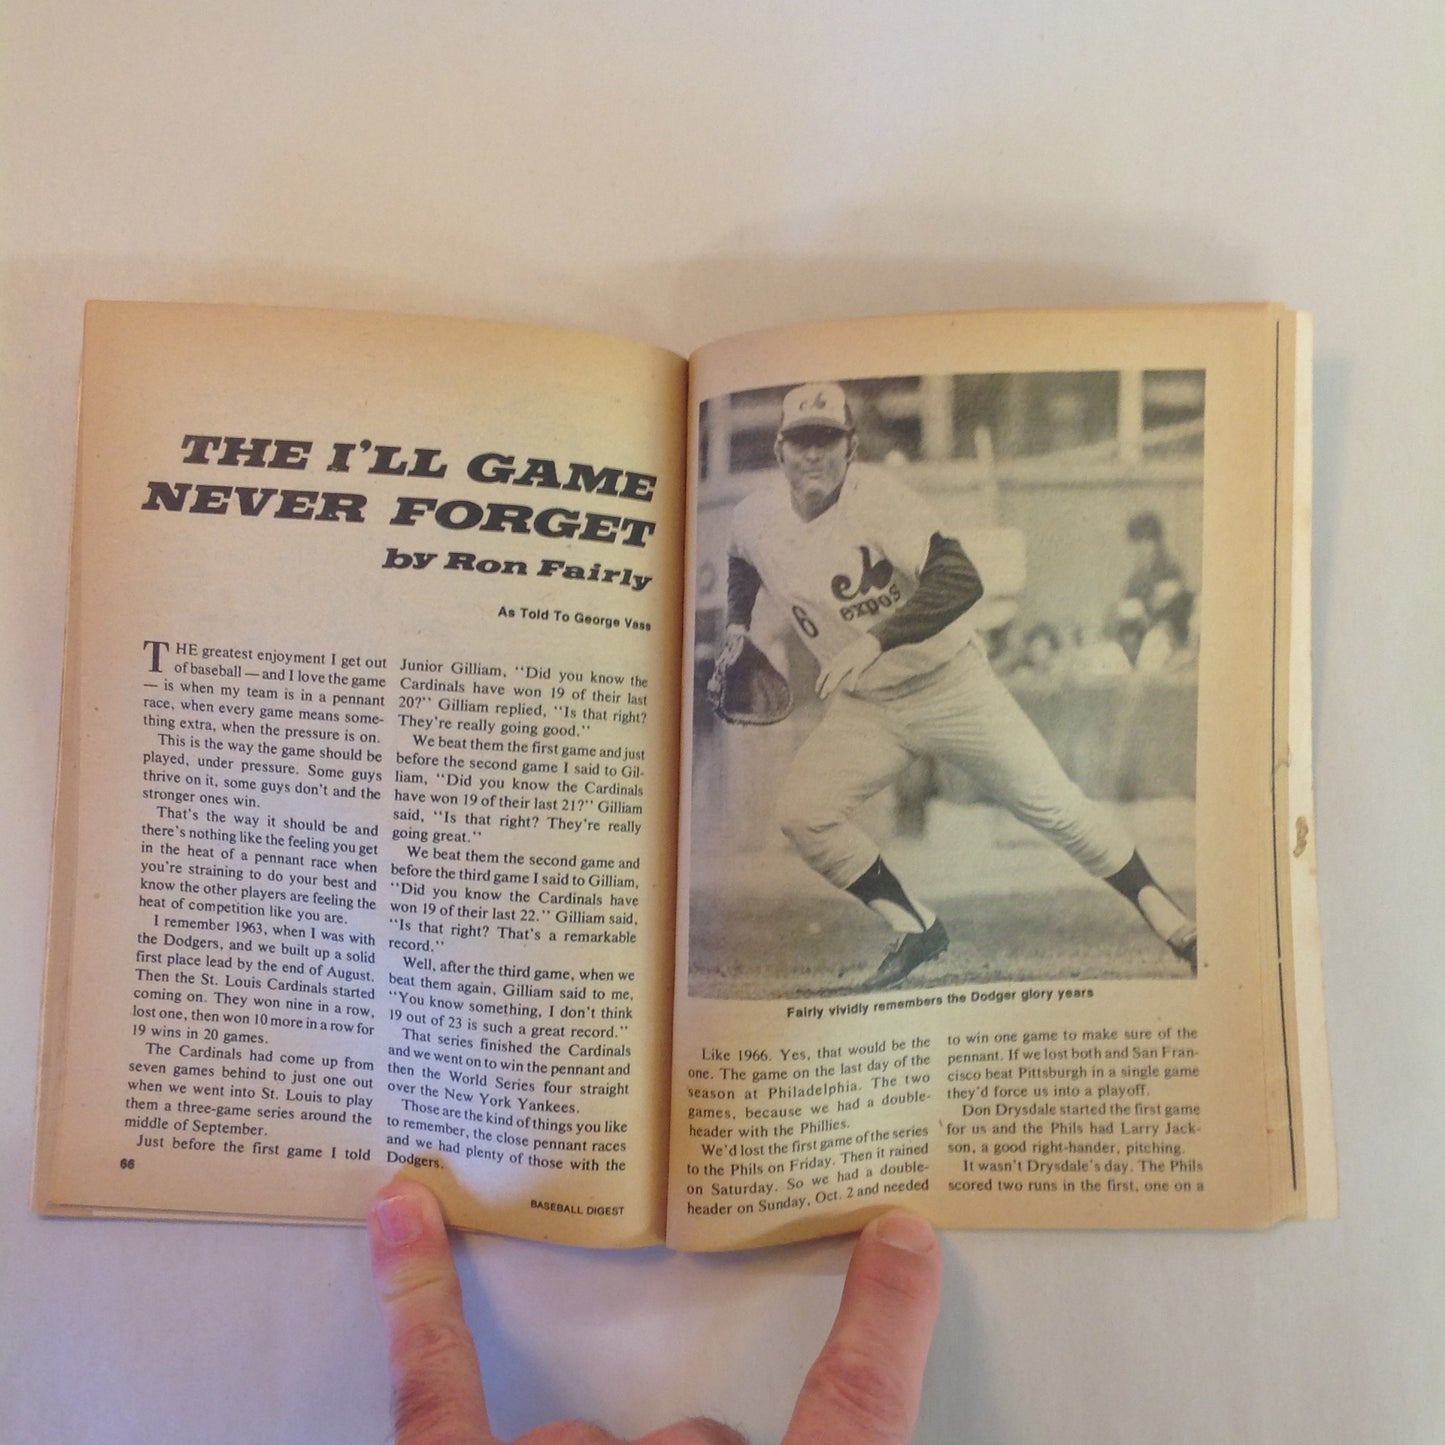 THE I'LL GAME
NEVER FORGET
by Ron Fairly
As Told To George Vass
THE greatest enjoyment I get out
of baseball — and I love the game
— is when my team is in a pennant
race, when every game means some-
thing extra, when the pressure is on.
This is the way the game should be
played, under pressure. Some guys
thrive on it, some guys don't and the
stronger ones win.
That's the way it should be and
there's nothing like the feeling you get
in the heat of a pennant race when
you're straining to do your best and
know the other players are feeling the
heat of competition like you are.
I remember 1963, when I was with
the Dodgers, and we built up a solid
first place lead by the end of August.
Then the St. Louis Cardinals started
coming on. They won nine in a row,
lost one, then won 10 more in a row for
19 wins in 20 games.
The Cardinals had come up from
seven games behind to just one out
when we went into St. Louis to play
them a three-game series around the
middle of September.
Just before the first game I told
Junior Gilliam, "Did you know the
Cardinals have won 19 of their last
20?" Gilliam replied, "Is that right?
They're really going good."
We beat them the first game and just
before the second game I said to Gil-
liam, "Did you know the Cardinals
have won 19 of their last 21?" Gilliam
said, "Is that right? They're really
going great."
We beat them the second game and
before the third game I said to Gilliam,
"Did you know the Cardinals have
won 19 of their last 22." Gilliam said,
"Is that right? That's a remarkable
record."
Well, after the third game, when we
beat them again, Gilliam said to me,
"You know something, I don't think
19 out of 23 is such a great record."
That series finished the Cardinals
and we went on to win the pennant and
then the World Series four straight
over the New York Yankees.
Those are the kind of things you like
to remember, the close pennant races
and we had plenty of those with the
Dodgers.
66
BASEBALL DIGEST
expos
6
Fairly vividly remembers the Dodger glory years
Like 1966. Yes, that would be the
one. The game on the last day of the
season at Philadelphia. The two
games, because we had a double-
header with the Phillies.
We'd lost the first game of the series
to the Phils on Friday. Then it rained
on Saturday. So we had a double-
header on Sunday, Oct. 2 and needed
to win one game to make sure of the
pennant. If we lost both and San Fran-
cisco beat Pittsburgh in a single game
they'd force us into a playoff.
Don Drysdale started the first game
for us and the Phils had Larry Jack-
son, a good right-hander, pitching.
It wasn't Drysdale's day. The Phils
scored two runs in the first, one on a